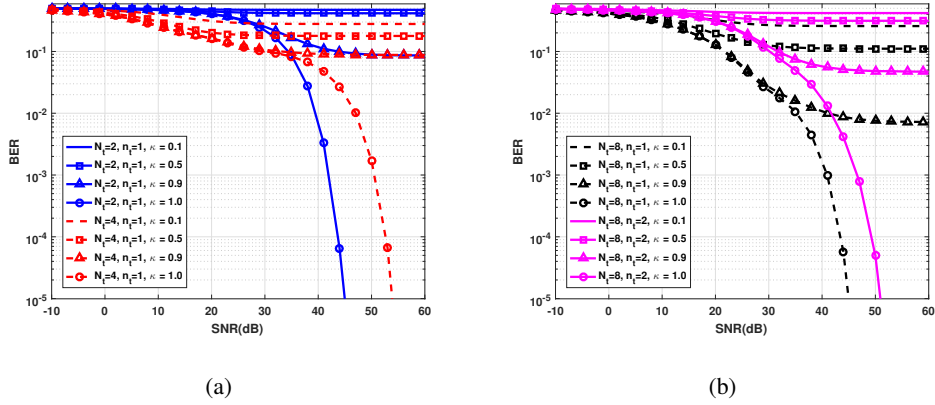 10^-1
10^-2
10^-3
10^-4
10^-5
BER
N_t=2, n_t=1, κ = 0.1
N_t=2, n_t=1, κ = 0.5
N_t=2, n_t=1, κ = 0.9
N_t=2, n_t=1, κ = 1.0
N_t=4, n_t=1, κ = 0.1
N_t=4, n_t=1, κ = 0.5
N_t=4, n_t=1, κ = 0.9
N_t=4, n_t=1, κ = 1.0
-10 0 10 20 30 40 50 60
SNR(dB)
(a)
10^-1
10^-2
10^-3
10^-4
10^-5
BER
N_t=8, n_t=1, κ = 0.1
N_t=8, n_t=1, κ = 0.5
N_t=8, n_t=1, κ = 0.9
N_t=8, n_t=1, κ = 1.0
N_t=8, n_t=2, κ = 0.1
N_t=8, n_t=2, κ = 0.5
N_t=8, n_t=2, κ = 0.9
N_t=8, n_t=2, κ = 1.0
-10 0 10 20 30 40 50 60
SNR(dB)
(b)